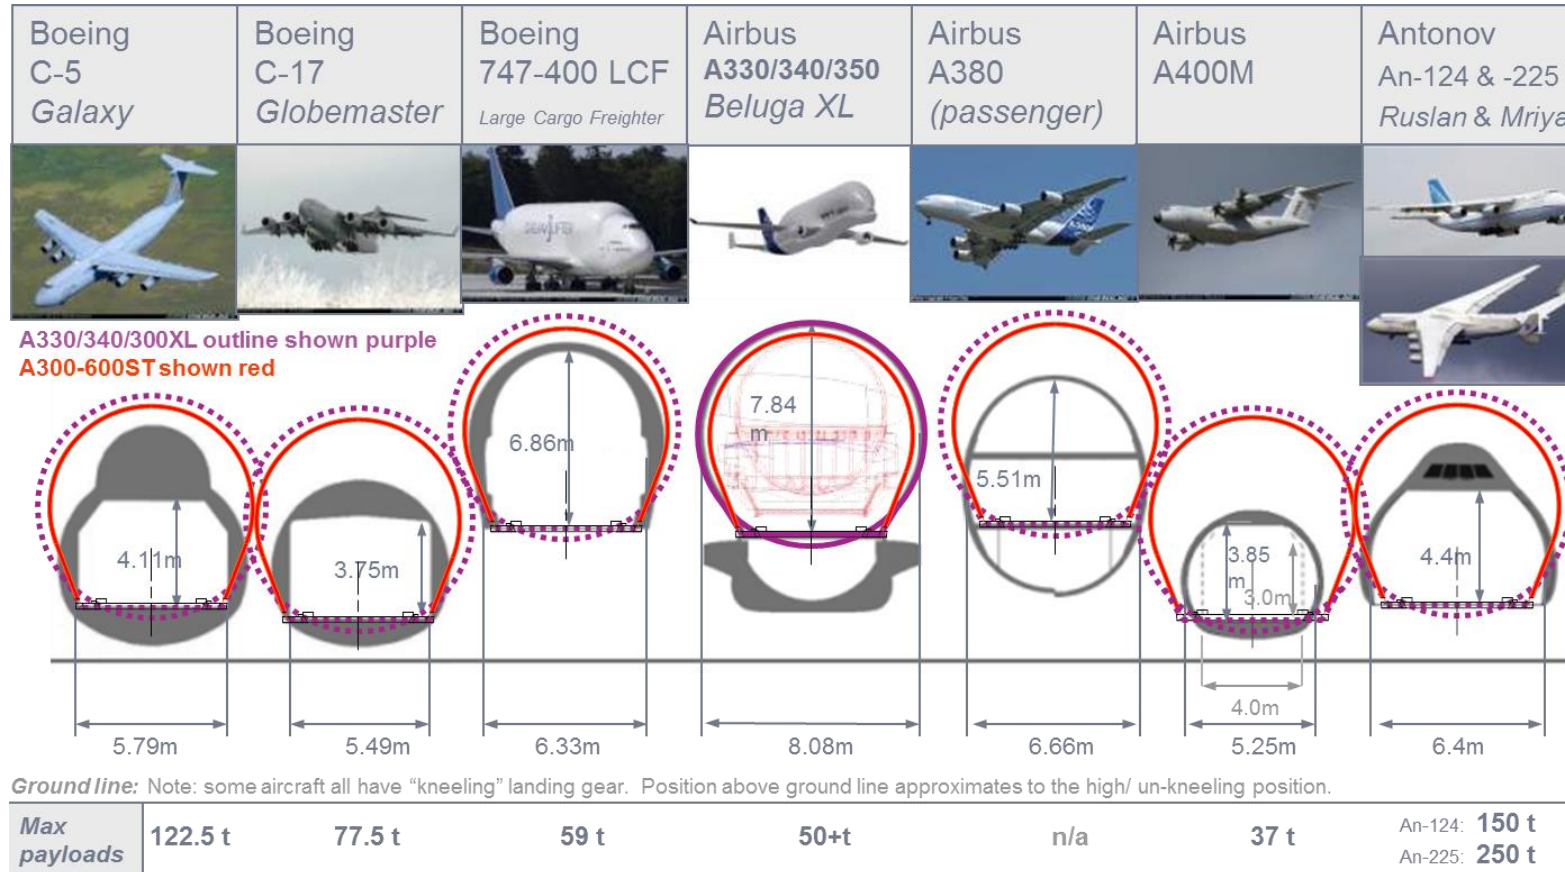 Boeing
C-5
Galaxy
Boeing
C-17
Globemaster
Boeing
747-400 LCF
Large Cargo Freighter
Airbus
A330/340/350
Beluga XL
Airbus
A380
(passenger)
Airbus
A400M
Antonov
An-124 & -225
Ruslan & Mriya
A330/340/300XL outline shown purple
A300-600ST shown red
4.11m
3.75m
6.86m
7.84
m
5.51m
3.85
m
3.0m
4.4m
4.0m
5.79m
5.49m
6.33m
8.08m
6.66m
5.25m
6.4m
Ground line: Note: some aircraft all have “kneeling” landing gear. Position above ground line approximates to the high/ un-kneeling position.
Max
payloads
122.5 t
77.5 t
59 t
50+t
n/a
37 t
An-124: 150 t
An-225: 250 t